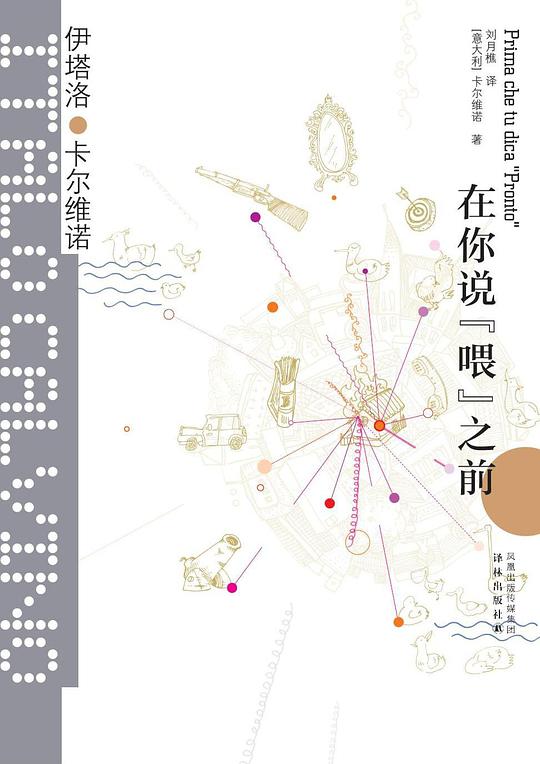 ITALO CALVINO
伊塔洛●卡尔维诺
Prima che tu dica "Pronto"
[意大利] 卡尔维诺 著
刘月樵 译
在你说『喂』之前
凤凰出版传媒集团
译林出版社